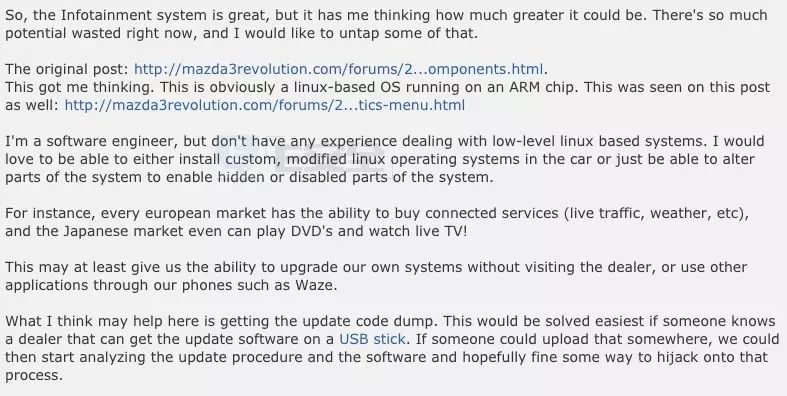 So, the Infotainment system is great, but it has me thinking how much greater it could be. There's so much
potential wasted right now, and I would like to untap some of that.
The original post: http://mazda3revolution.com/forums/2...omponents.html.
This got me thinking. This is obviously a linux-based OS running on an ARM chip. This was seen on this post
as well: http://mazda3revolution.com/forums/2...tics-menu.html
I'm a software engineer, but don't have any experience dealing with low-level linux based systems. I would
love to be able to either install custom, modified linux operating systems in the car or just be able to alter
parts of the system to enable hidden or disabled parts of the system.
For instance, every european market has the ability to buy connected services (live traffic, weather, etc),
and the Japanese market even can play DVD's and watch live TV!
This may at least give us the ability to upgrade our own systems without visiting the dealer, or use other
applications through our phones such as Waze.
What I think may help here is getting the update code dump. This would be solved easiest if someone knows
a dealer that can get the update software on a USB stick. If someone could upload that somewhere, we could
then start analyzing the update procedure and the software and hopefully fine some way to hijack onto that
process.